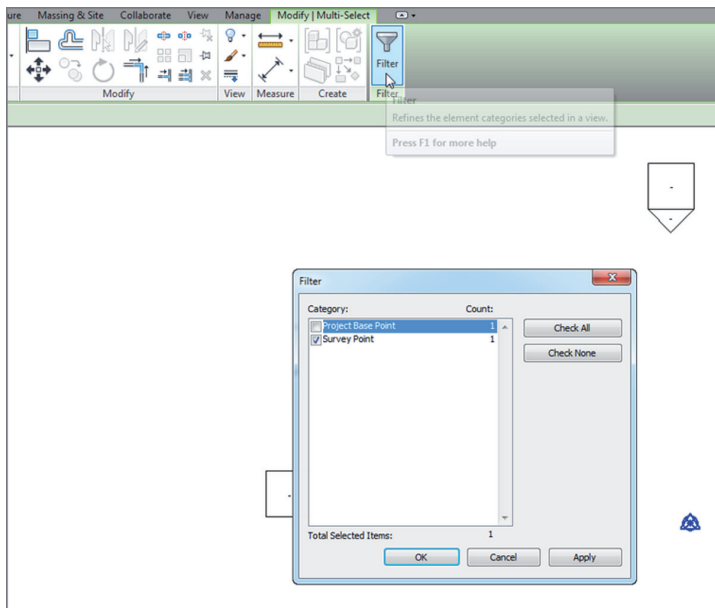 ure Massing & Site Collaborate View Manage Modify | Multi-Select
Filter
Modify View Measure Create Filter
Filter
Refines the element categories selected in a view.
Press F1 for more help
Filter
Category: Count:
Project Base Point 1
Survey Point 1
Check All
Check None
Total Selected Items: 1
OK Cancel Apply